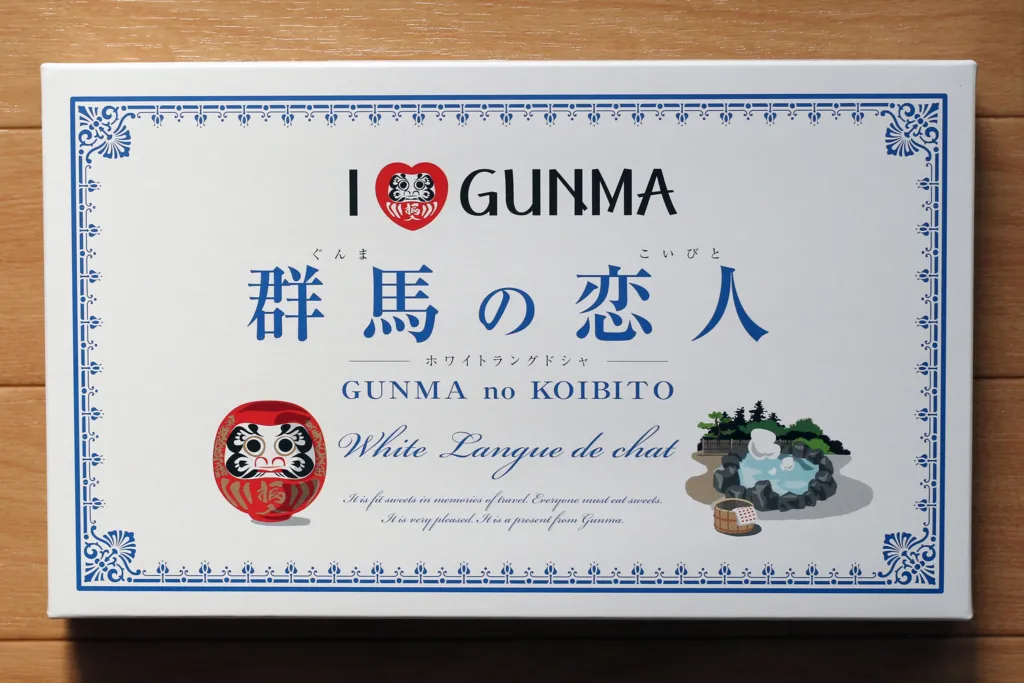 I GUNMA
ぐんま こいびと
群馬の恋人
ホワイトラングドシャ
GUNMA no KOIBITO
White Langue de chat
It is fit sweets in memories of travel. Everyone must eat sweets.
It is very pleased. It is a present from Gunma.